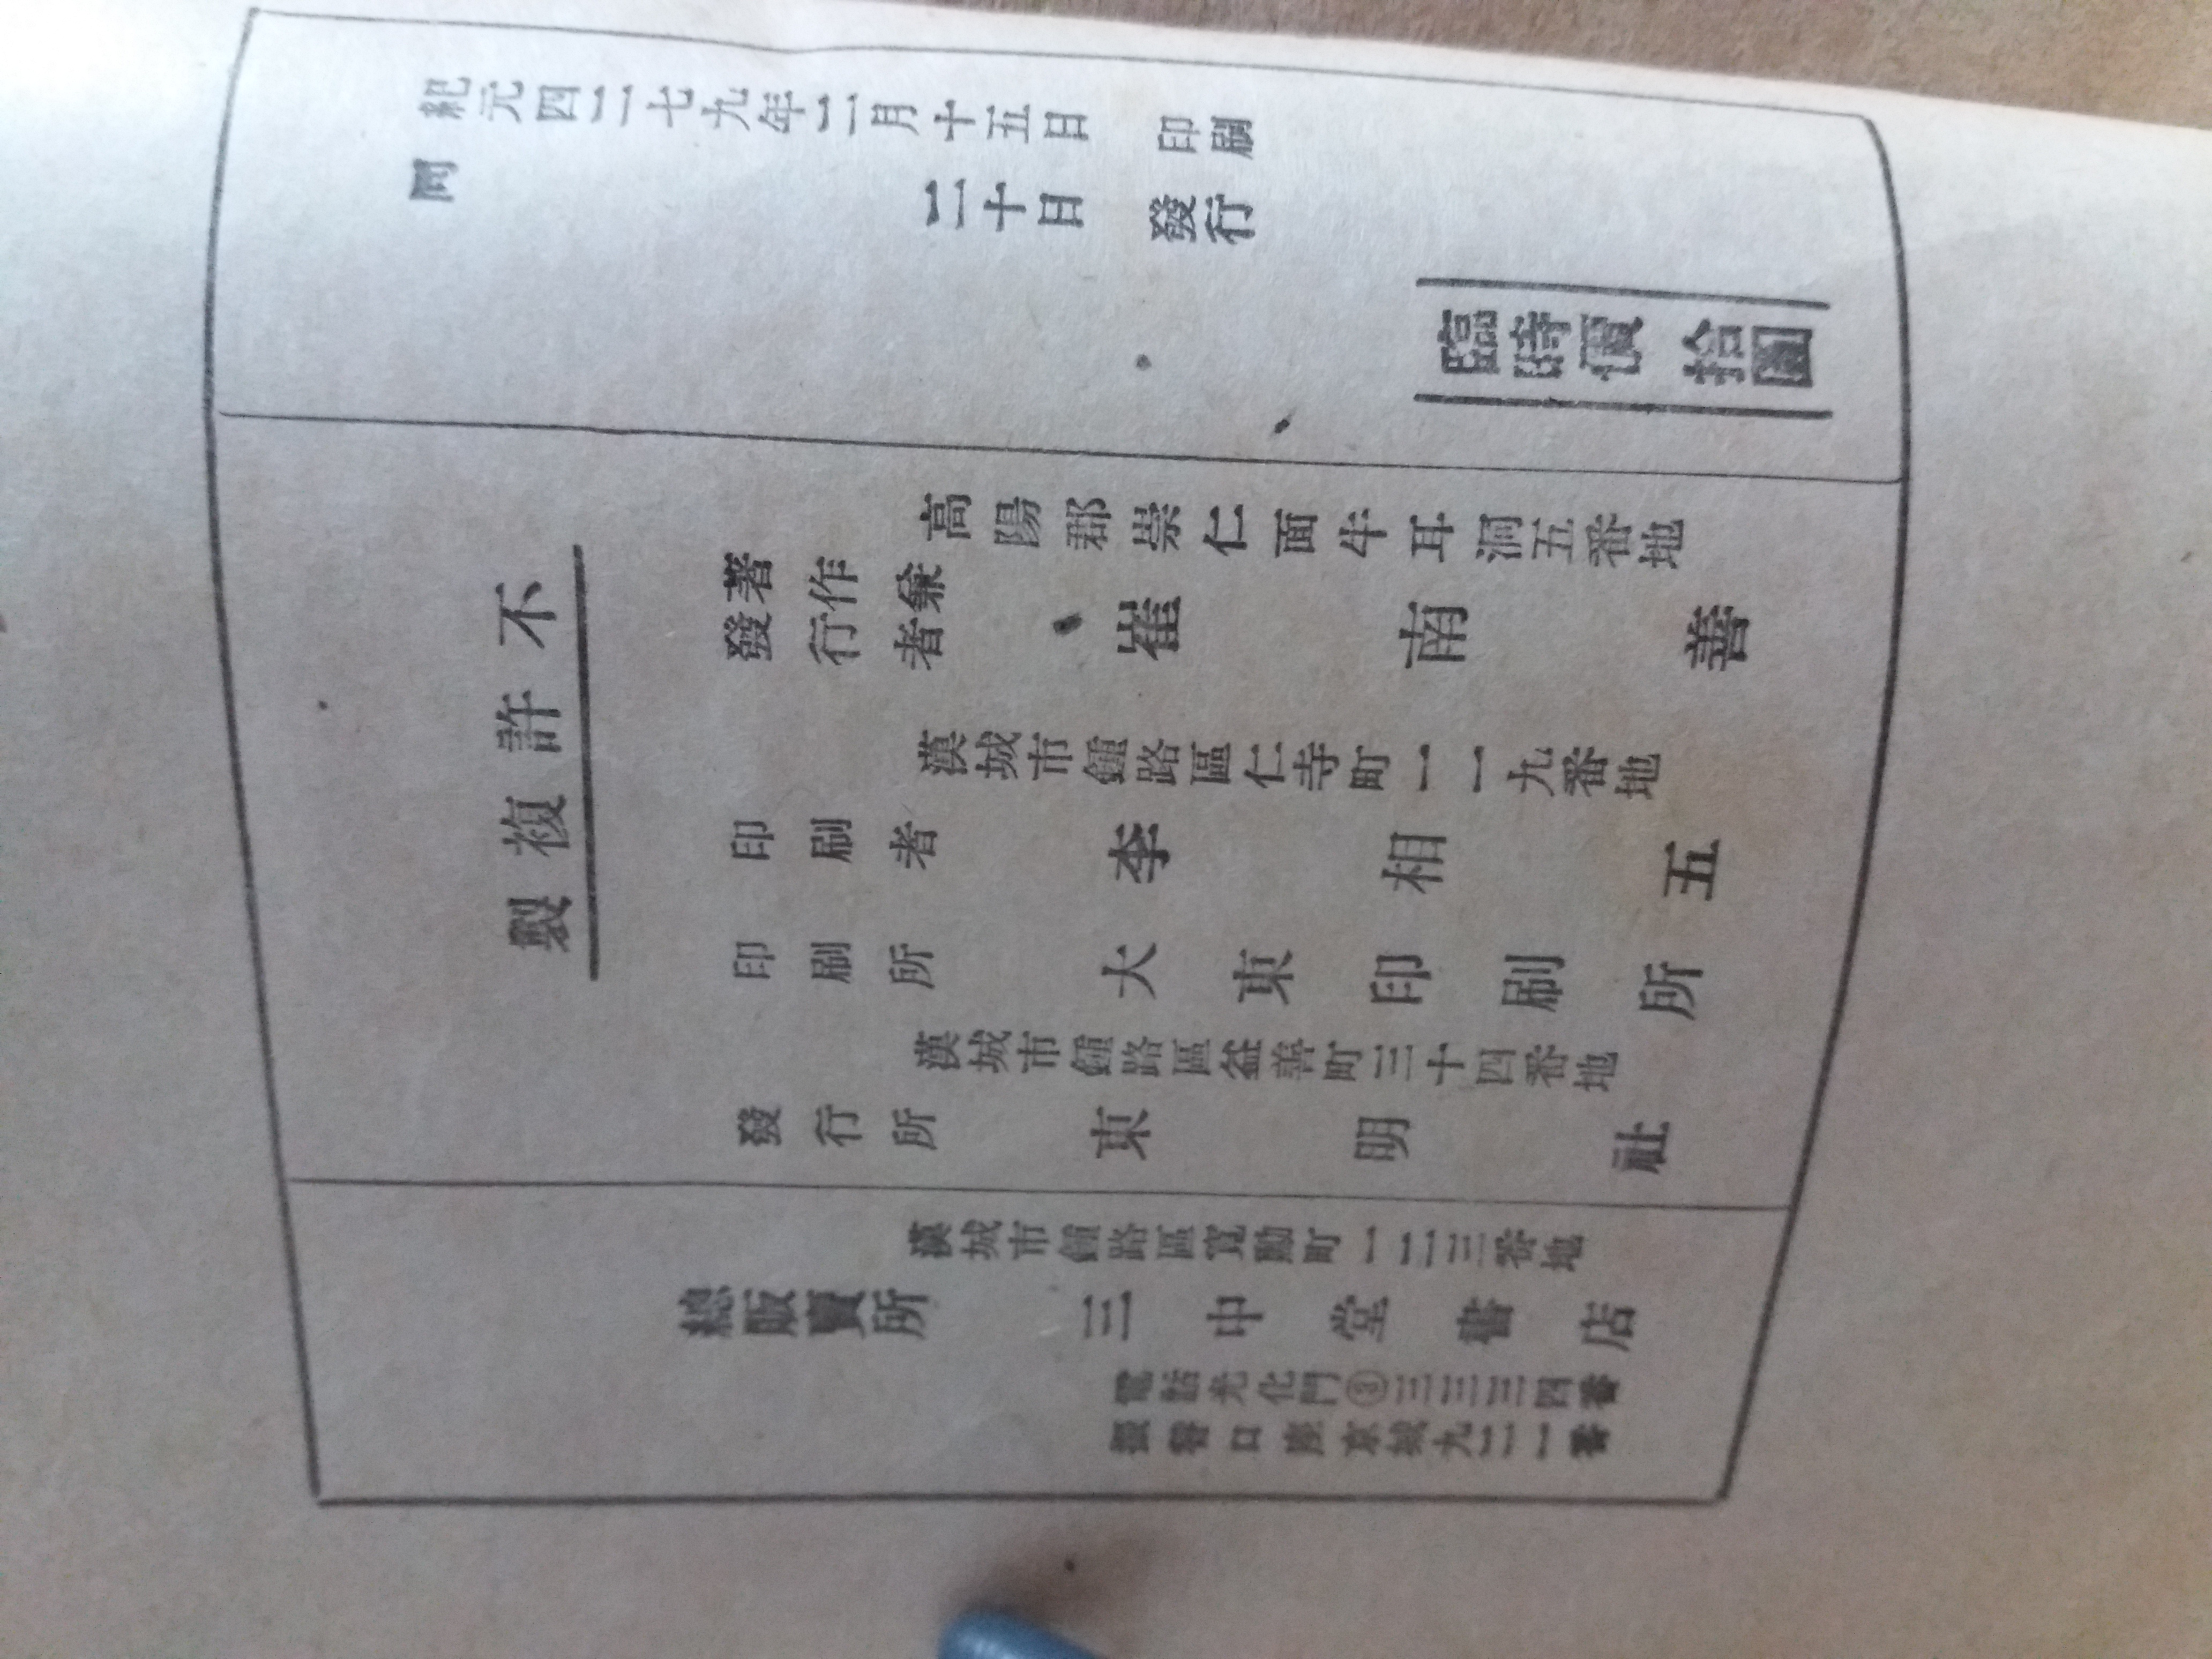 紀元四二七九年二月十五日 印刷
同 二十日 發行
臨時價 拾圓
不許複製
高陽郡崇仁面牛耳洞五番地
著作兼
發行者 崔南善
漢城市鍾路區仁寺町一一九番地
印刷者 李相五
印刷所 大東印刷所
漢城市鍾路區益善町三十四番地
發行所 東明社
漢城市鍾路區寬勳町一二三番地
總販賣所 三中堂書店
電話光化門③三三三四番
振替口座京城九二一番